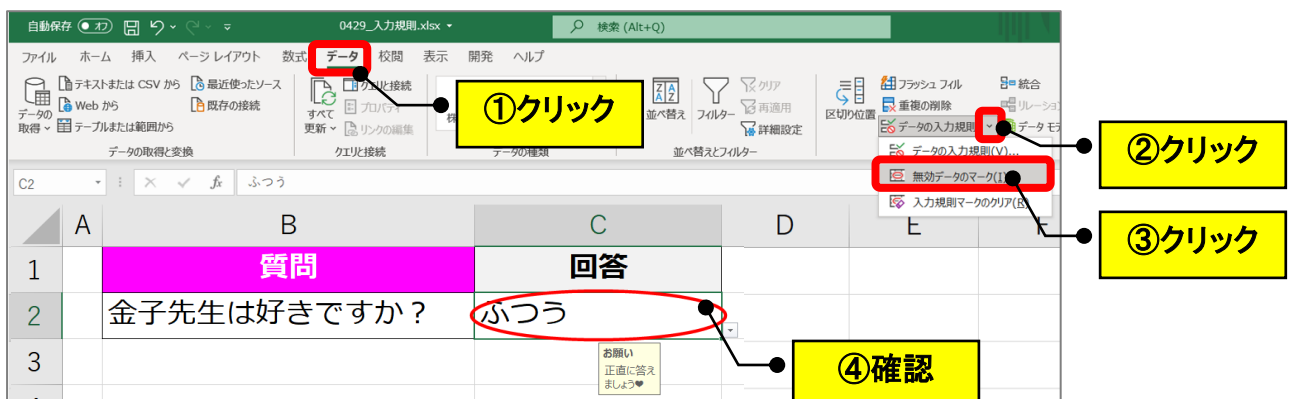 自動保存 オフ 0429_入力規則.xlsx 検索 (Alt+Q)
ファイル ホーム 挿入 ページ レイアウト 数式 データ 校閲 表示 開発 ヘルプ
データの取得
テキストまたは CSV から
Web から
テーブルまたは範囲から
最近使ったソース
既存の接続
データの取得と変換
すべて更新
クエリと接続
プロパティ
リンクの編集
クエリと接続
①クリック
データの種類
並べ替え
フィルター
クリア
再適用
詳細設定
並べ替えとフィルター
区切り位置
フラッシュ フィル
重複の削除
データの入力規則
統合
リレーショ
データ モデ
データの入力規則(V)...
無効データのマーク(I)
入力規則マークのクリア(R)
②クリック
③クリック
C2 fx ふつう
A B C D E F
1 質問 回答
2 金子先生は好きですか？ ふつう
3
お願い
正直に答え
ましょう♥
④確認